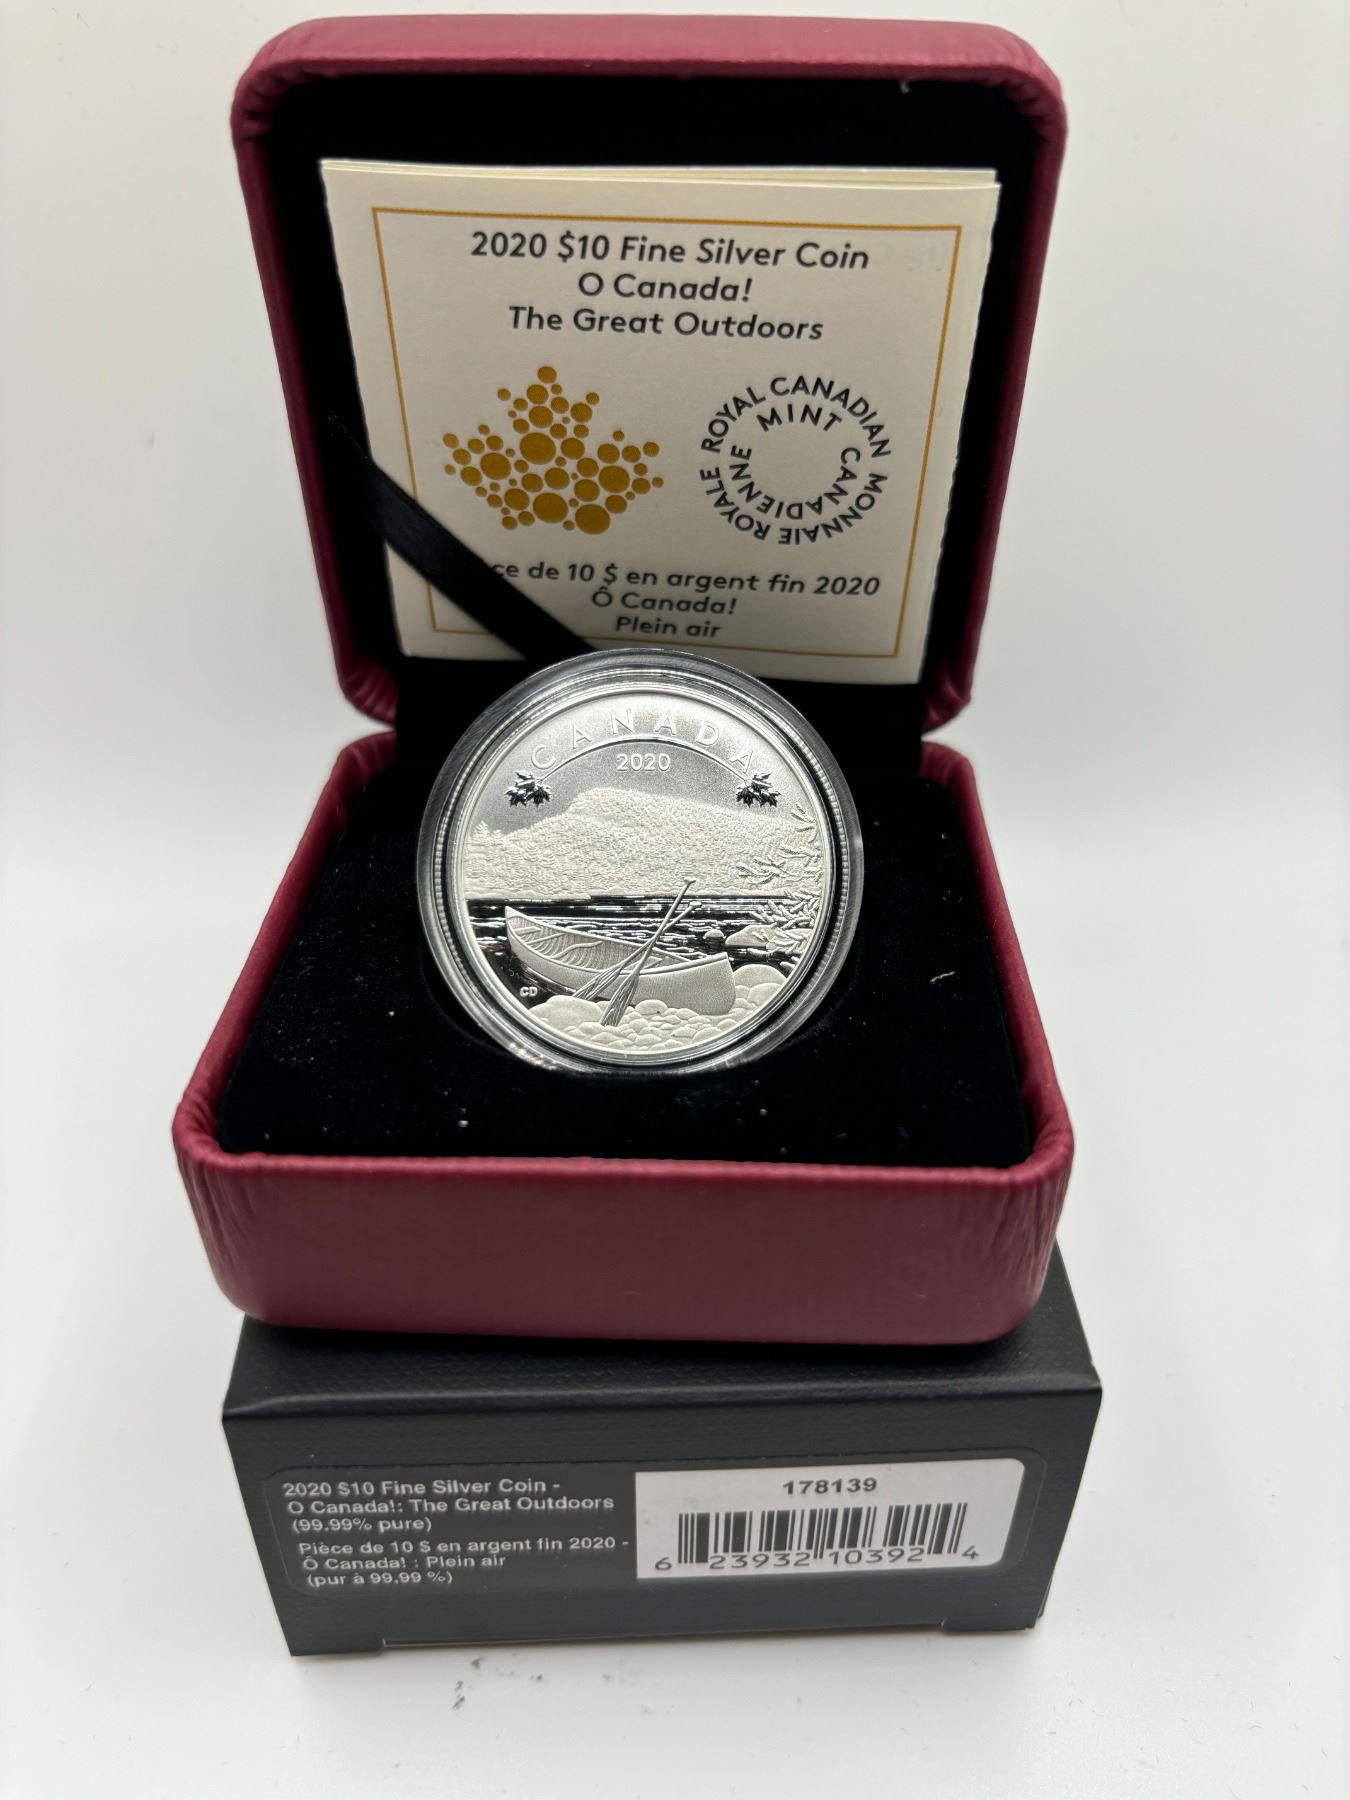 2020 $10 Fine Silver Coin
O Canada!
The Great Outdoors
ROYAL CANADIAN MINT
MONNAIE ROYALE CANADIENNE
de 10 $ en argent fin 2020
Ô Canada!
Plein air
CANADA
2020
CD
2020 $10 Fine Silver Coin -
O Canada!: The Great Outdoors
(99.99% pure)
Pièce de 10 $ en argent fin 2020 -
Ô Canada! : Plein air
(pur à 99.99 %)
178139
6 23932 10392 4